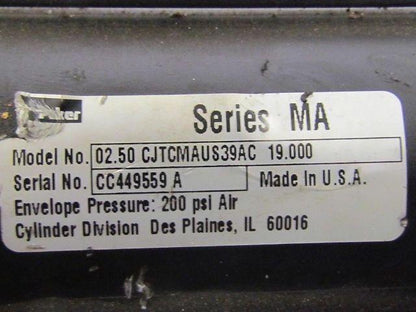 Series MA
Model No. 02.50 CJTCMAUS39AC 19.000
Serial No. CC449559 A Made In U.S.A.
Envelope Pressure: 200 psi Air
Cylinder Division Des Plaines, IL 60016